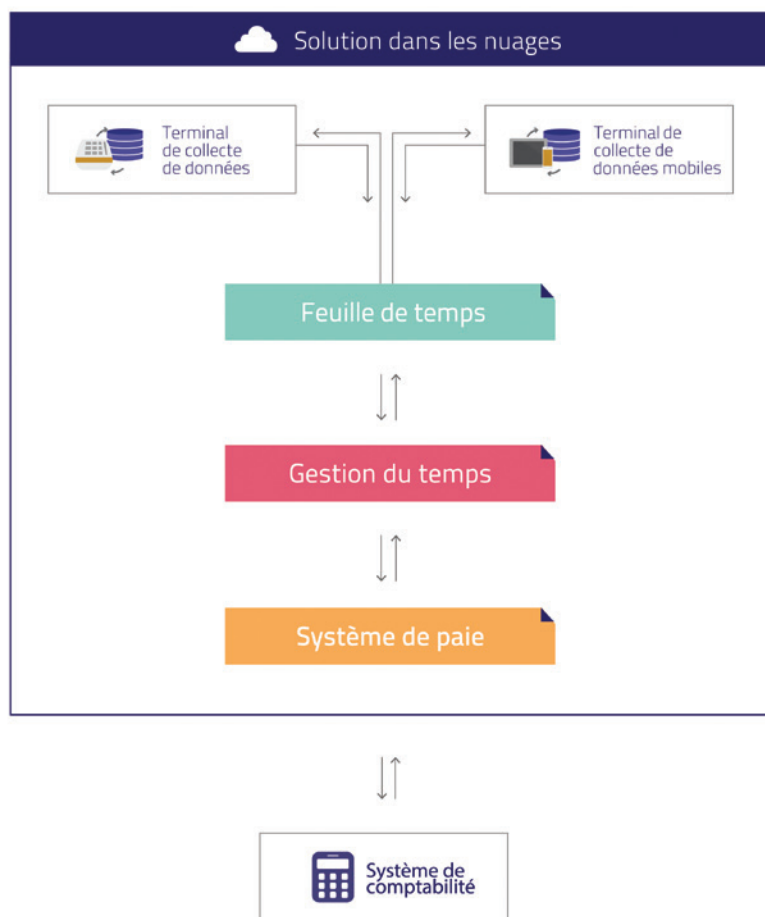 Solution dans les nuages
Terminal
de collecte
de données
Terminal de
collecte de
données mobiles
Feuille de temps
Gestion du temps
Système de paie
Système de
comptabilité